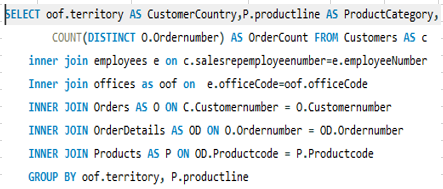 SELECT oof.territory AS CustomerCountry,P.productline AS ProductCategory,
COUNT(DISTINCT O.Ordernumber) AS OrderCount FROM Customers AS c
inner join employees e on c.salesrepemployeenumber=e.employeeNumber
Inner join offices as oof on e.officeCode=oof.officeCode
INNER JOIN Orders AS O ON C.Customernumber = O.Customernumber
INNER JOIN OrderDetails AS OD ON O.Ordernumber = OD.Ordernumber
INNER JOIN Products AS P ON OD.Productcode = P.Productcode
GROUP BY oof.territory, P.productline